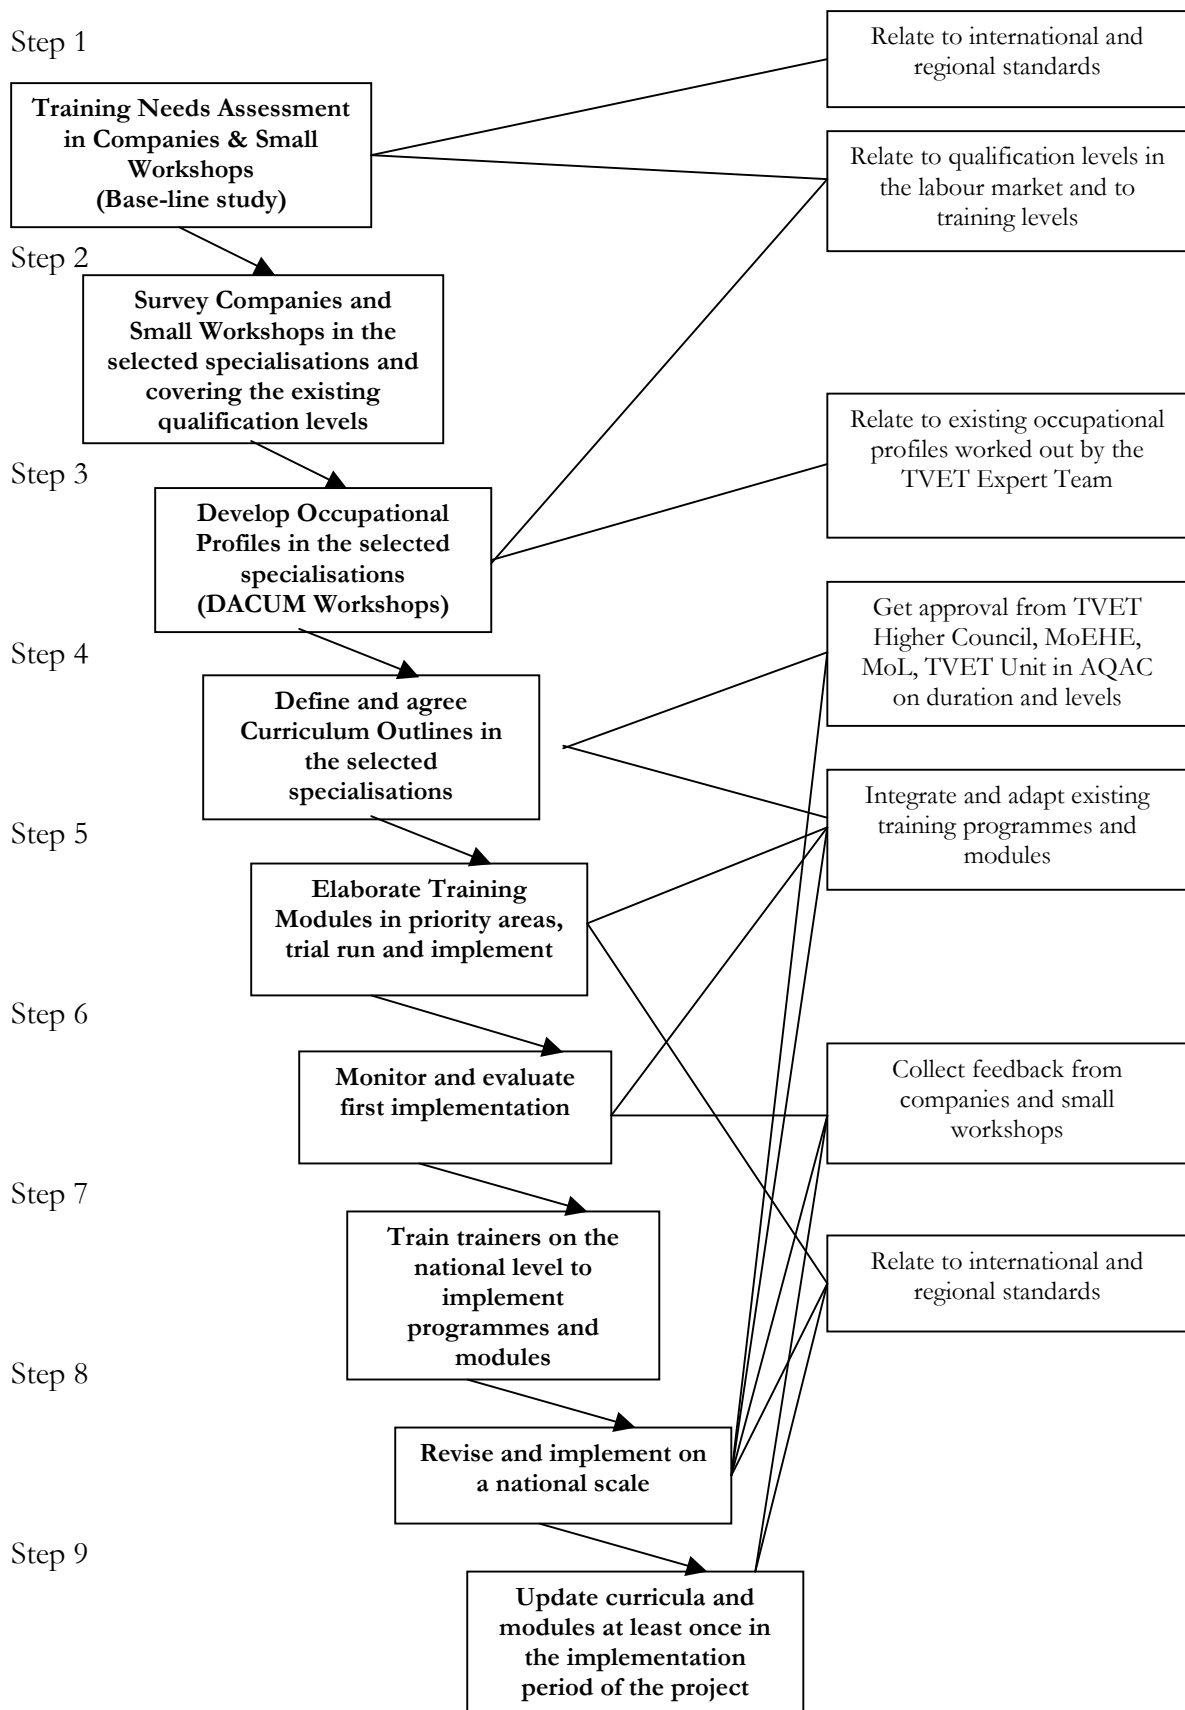 Step 1
Relate to international and
regional standards
Training Needs Assessment
in Companies & Small
Workshops
(Base-line study)
Relate to qualification levels in
the labour market and to
training levels
Step 2
Survey Companies and
Small Workshops in the
selected specialisations and
covering the existing
qualification levels
Relate to existing occupational
profiles worked out by the
TVET Expert Team
Step 3
Develop Occupational
Profiles in the selected
specialisations
(DACUM Workshops)
Get approval from TVET
Higher Council, MoEHE,
MoL, TVET Unit in AQAC
on duration and levels
Step 4
Define and agree
Curriculum Outlines in
the selected
specialisations
Integrate and adapt existing
training programmes and
modules
Step 5
Elaborate Training
Modules in priority areas,
trial run and implement
Step 6
Monitor and evaluate
first implementation
Collect feedback from
companies and small
workshops
Step 7
Train trainers on the
national level to
implement
programmes and
modules
Relate to international and
regional standards
Step 8
Revise and implement on
a national scale
Step 9
Update curricula and
modules at least once in
the implementation
period of the project